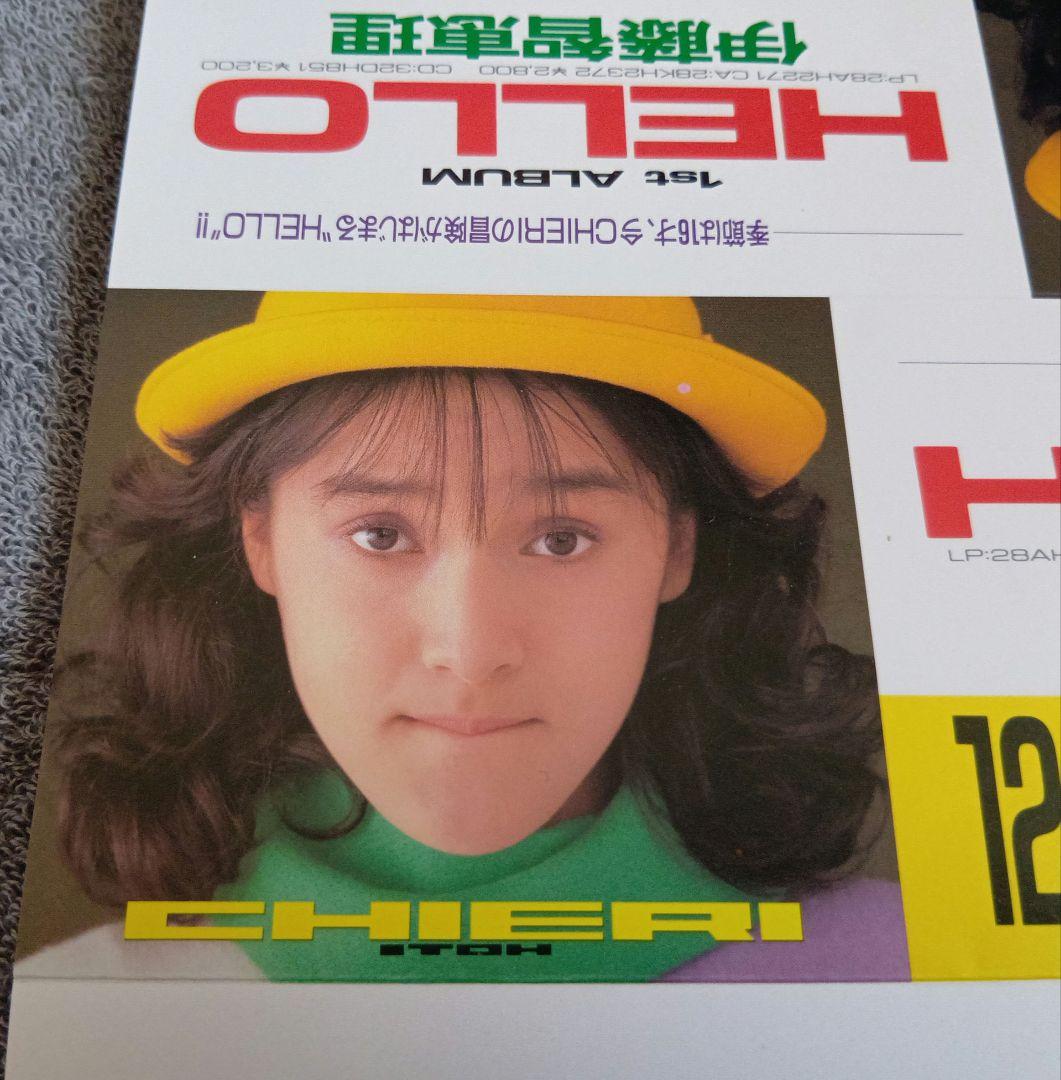 伊藤智恵理
LP:28AH2271 CA:28KH2372 ¥2,800 CD:32DH851 ¥3,200
HELLO
1st ALBUM
季節は16才、今CHIERIの冒険がはじまる"HELLO"!!
CHIERI
ITOH
H
LP:28AH
12